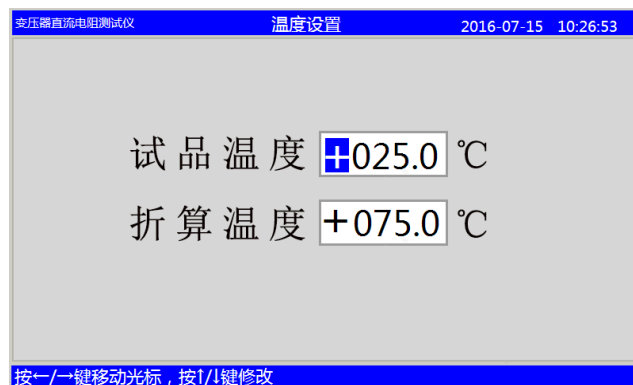 变压器直流电阻测试仪 温度设置 2016-07-15 10:26:53
试品温度 +025.0 ℃
折算温度 +075.0 ℃
按←/→键移动光标，按↑/↓键修改